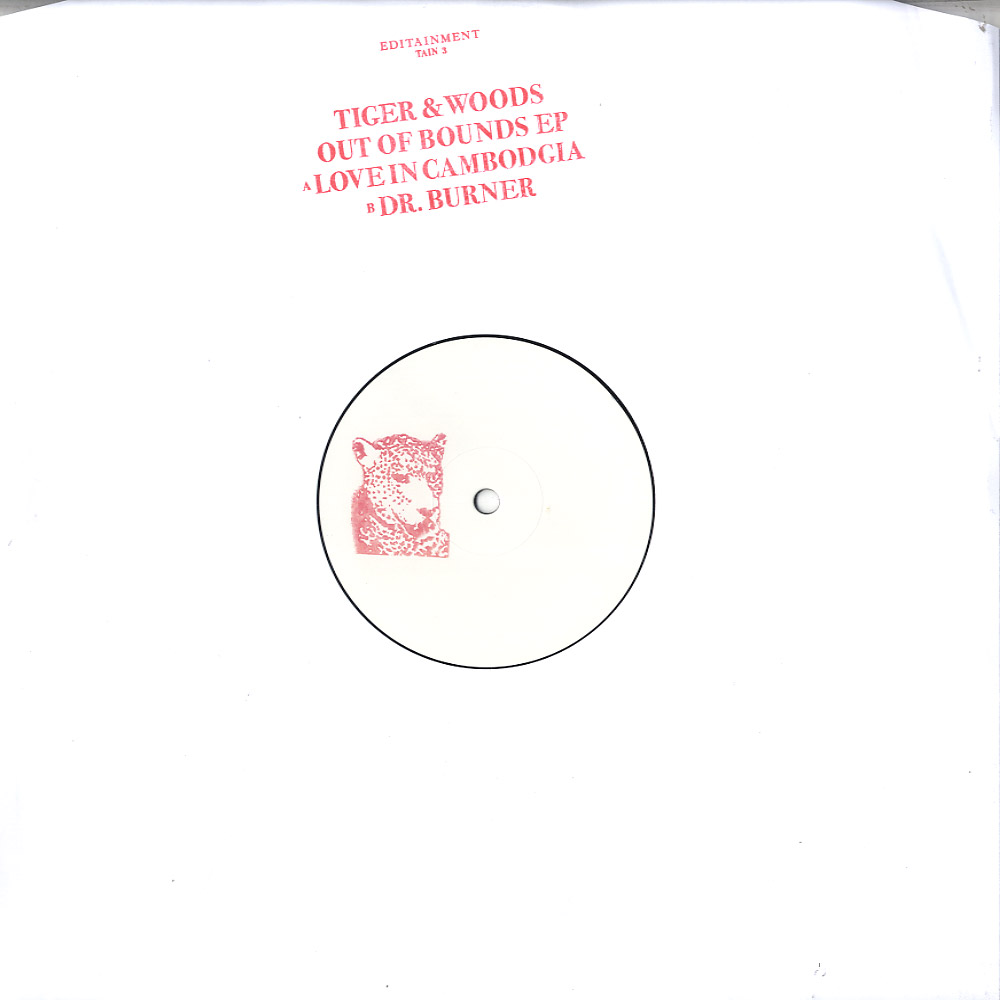 EDITAINMENT
TAIN 3
TIGER & WOODS
OUT OF BOUNDS EP
A LOVE IN CAMBODGIA
B DR. BURNER